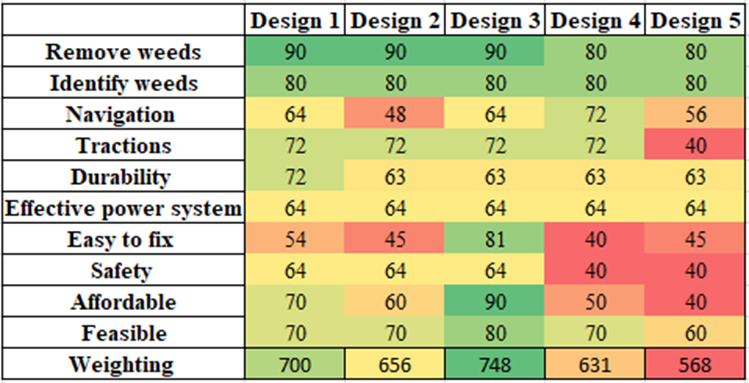 Design 1 Design 2 Design 3 Design 4 Design 5
Remove weeds 90 90 90 80 80
Identify weeds 80 80 80 80 80
Navigation 64 48 64 72 56
Tractions 72 72 72 72 40
Durability 72 63 63 63 63
Effective power system 64 64 64 64 64
Easy to fix 54 45 81 40 45
Safety 64 64 64 40 40
Affordable 70 60 90 50 40
Feasible 70 70 80 70 60
Weighting 700 656 748 631 568